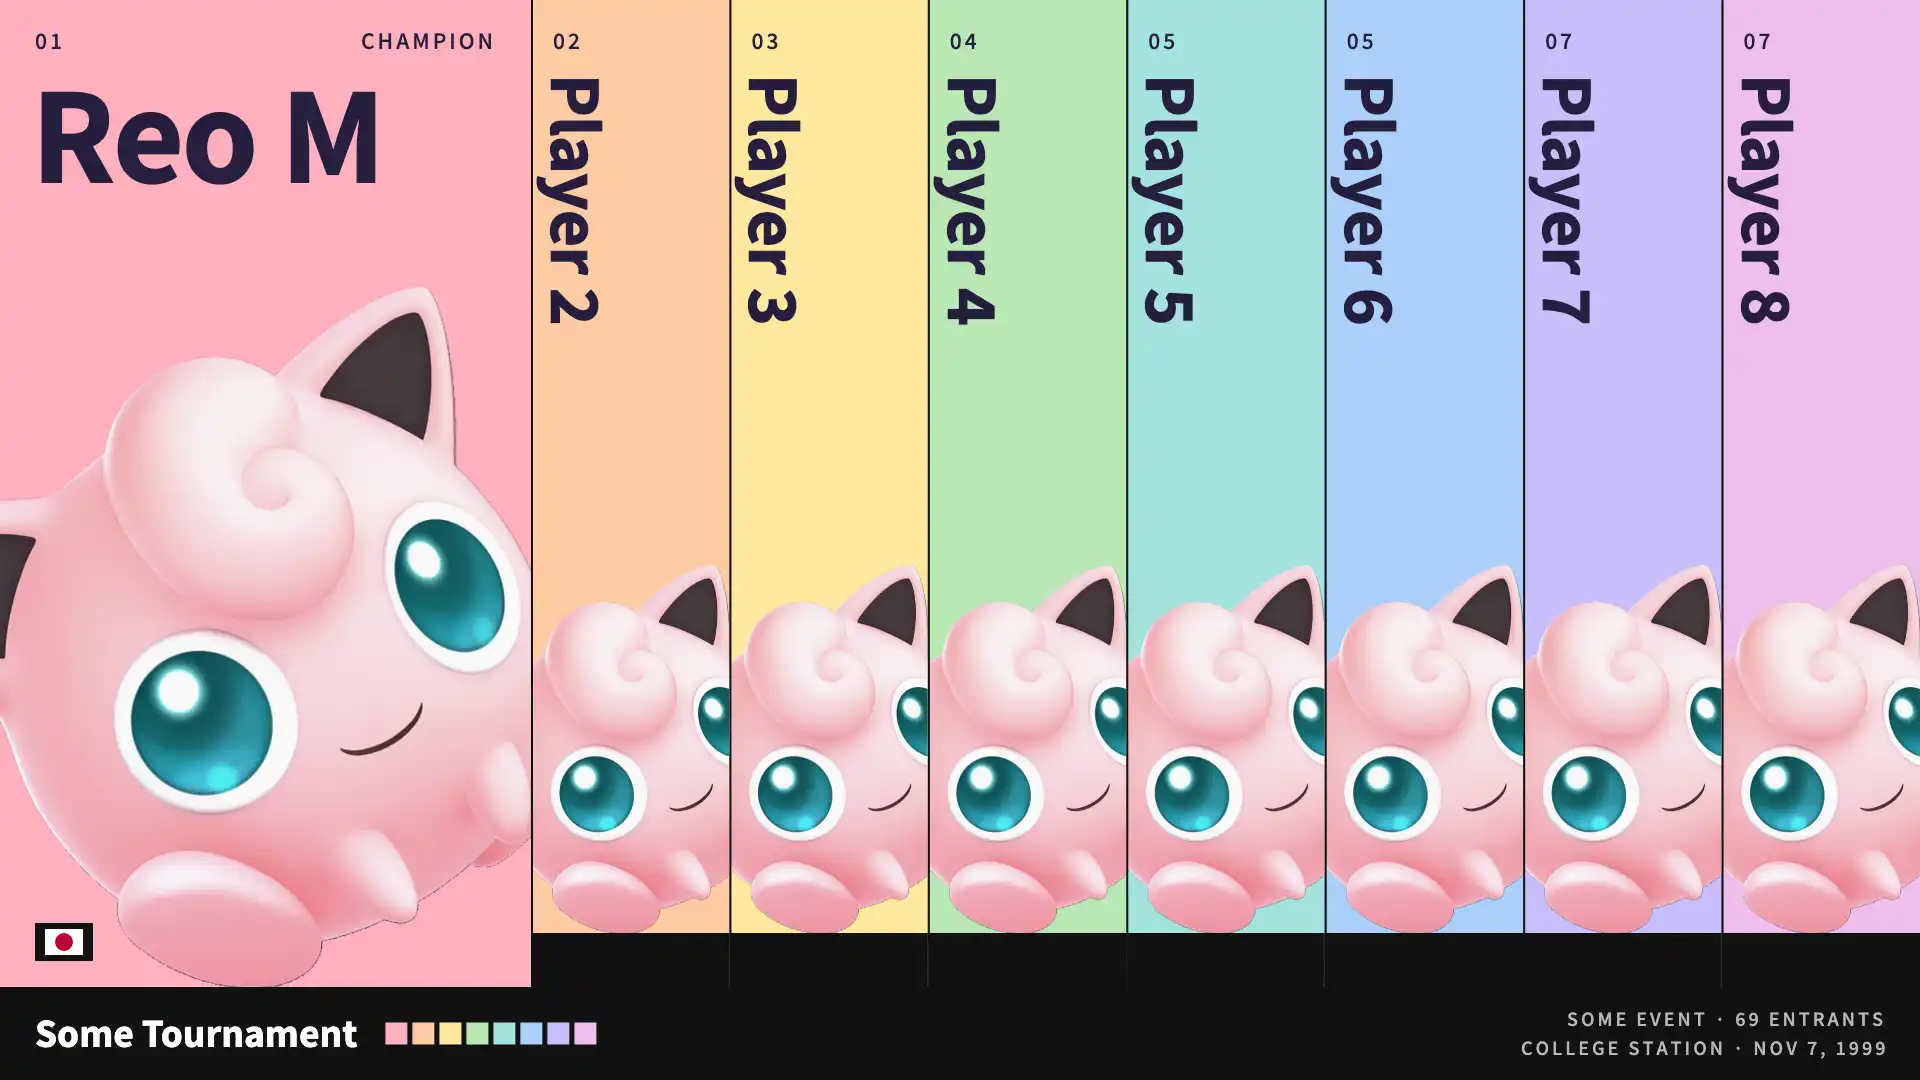 01 CHAMPION
Reo M
02
Player 2
03
Player 3
04
Player 4
05
Player 5
05
Player 6
07
Player 7
07
Player 8
Some Tournament
SOME EVENT · 69 ENTRANTS
COLLEGE STATION · NOV 7, 1999